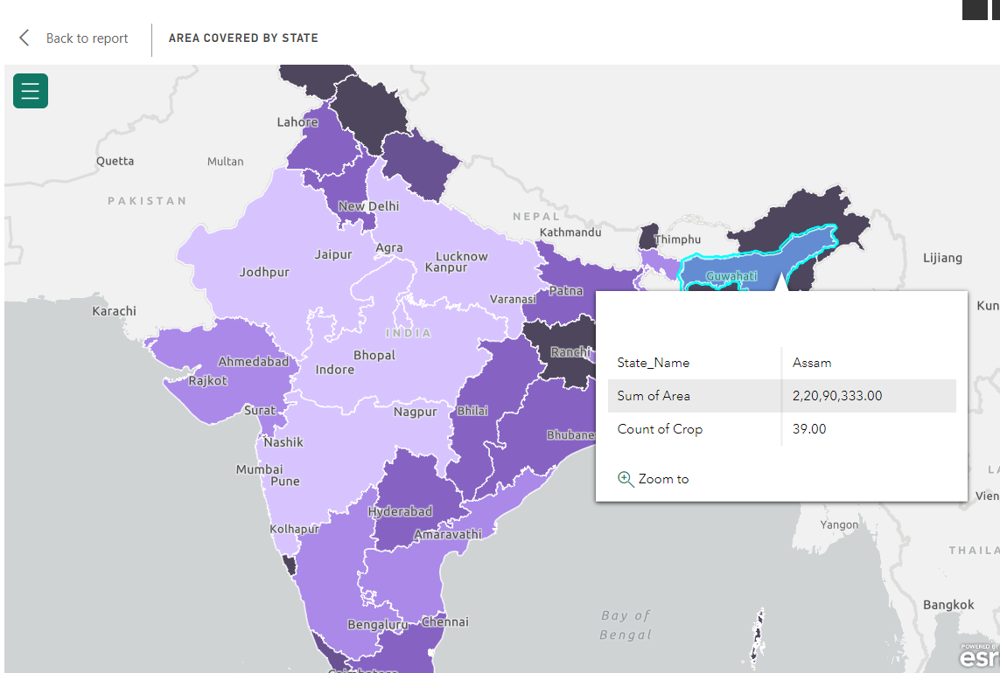 Back to report
AREA COVERED BY STATE
Lahore
Quetta
Multan
PAKISTAN
New Delhi
NEPAL
Kathmandu
Thimphu
Agra
Jaipur
Lucknow
Kanpur
Lijiang
Jodhpur
Guwahati
Patna
Varanasi
Karachi
Kun
INDIA
Ranchi
Bhopal
Ahmedabad
Indore
Rajkot
State_Name Assam
Sum of Area 2,20,90,333.00
Count of Crop 39.00
Surat
Nagpur
Bhilai
Bhubane
Nashik
Mumbai
Pune
LA
Zoom to
Vien
Hyderabad
Kolhapur
Amaravathi
Yangon
THAILA
Bangkok
Bay of
Bengal
Bengaluru
Chennai
POWERED BY
esr